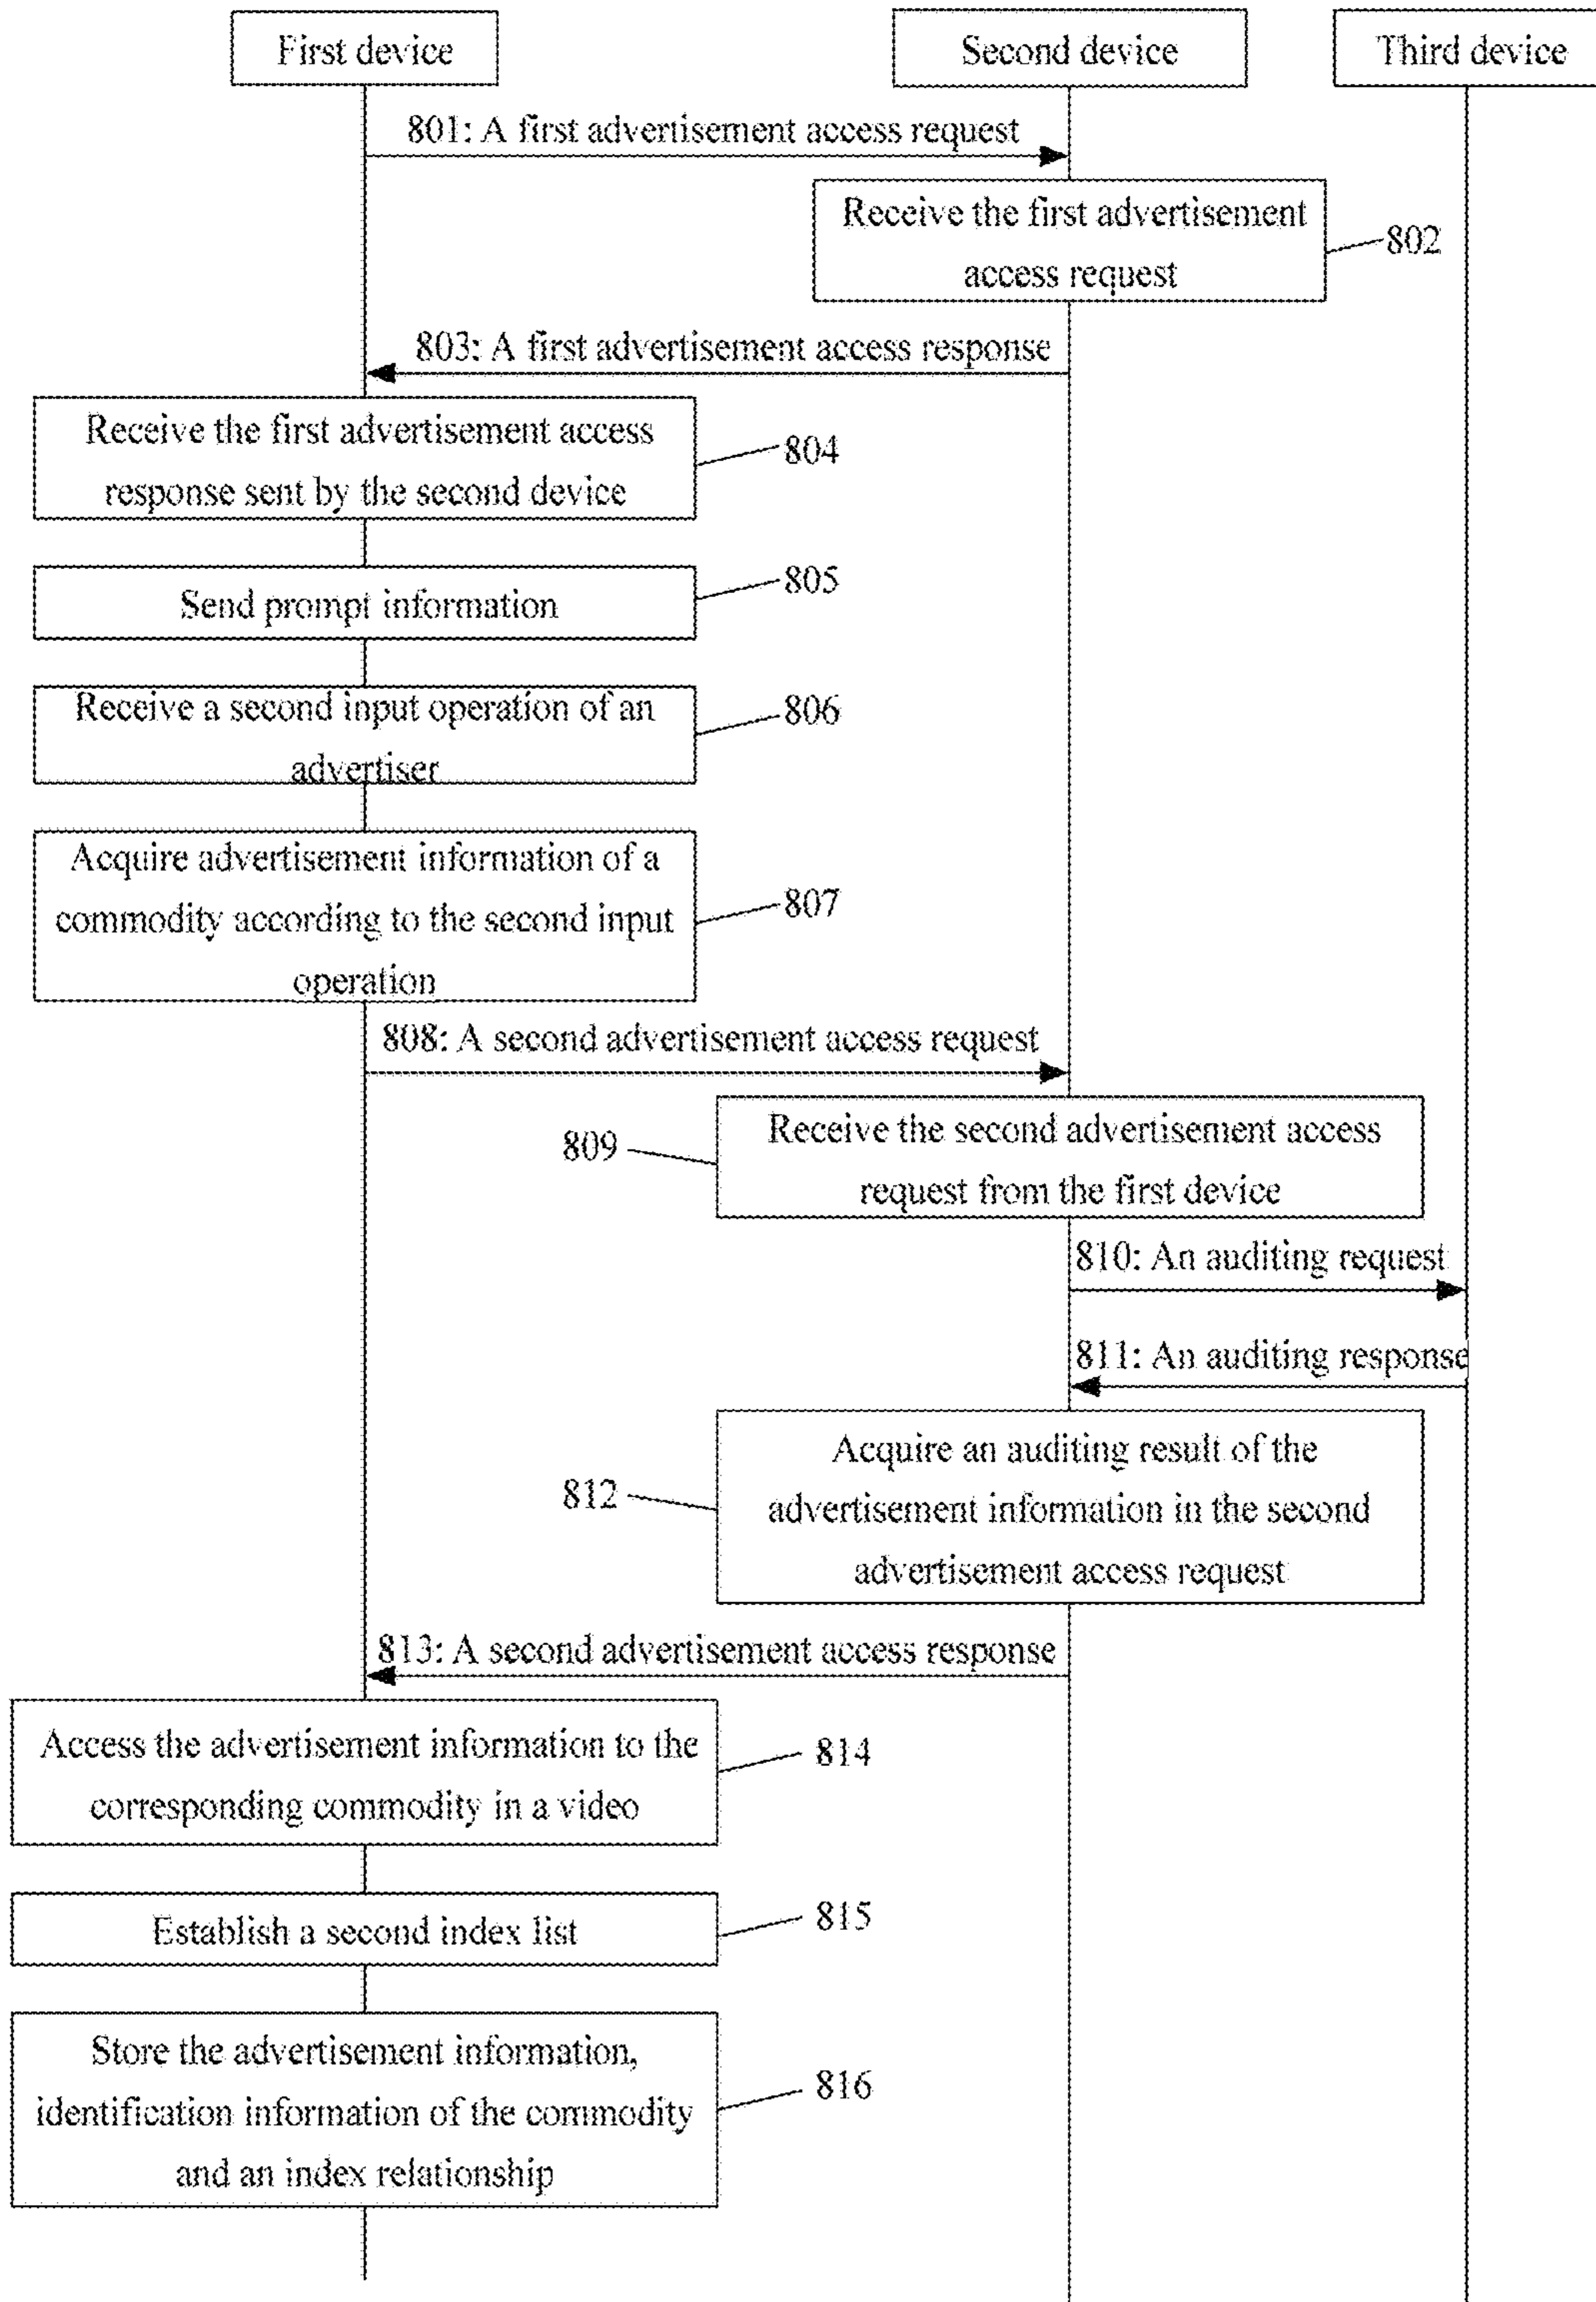 First device
Second device
Third device
801: A first advertisement access request
Receive the first advertisement
access request
802
803: A first advertisement access response
Receive the first advertisement access
response sent by the second device
804
Send prompt information
805
Receive a second input operation of an
advertiser
806
Acquire advertisement information of a
commodity according to the second input
operation
807
808: A second advertisement access request
809
Receive the second advertisement access
request from the first device
810: An auditing request
811: An auditing response
812
Acquire an auditing result of the
advertisement information in the second
advertisement access request
813: A second advertisement access response
Access the advertisement information to the
corresponding commodity in a video
814
Establish a second index list
815
Store the advertisement information,
identification information of the commodity
and an index relationship
816